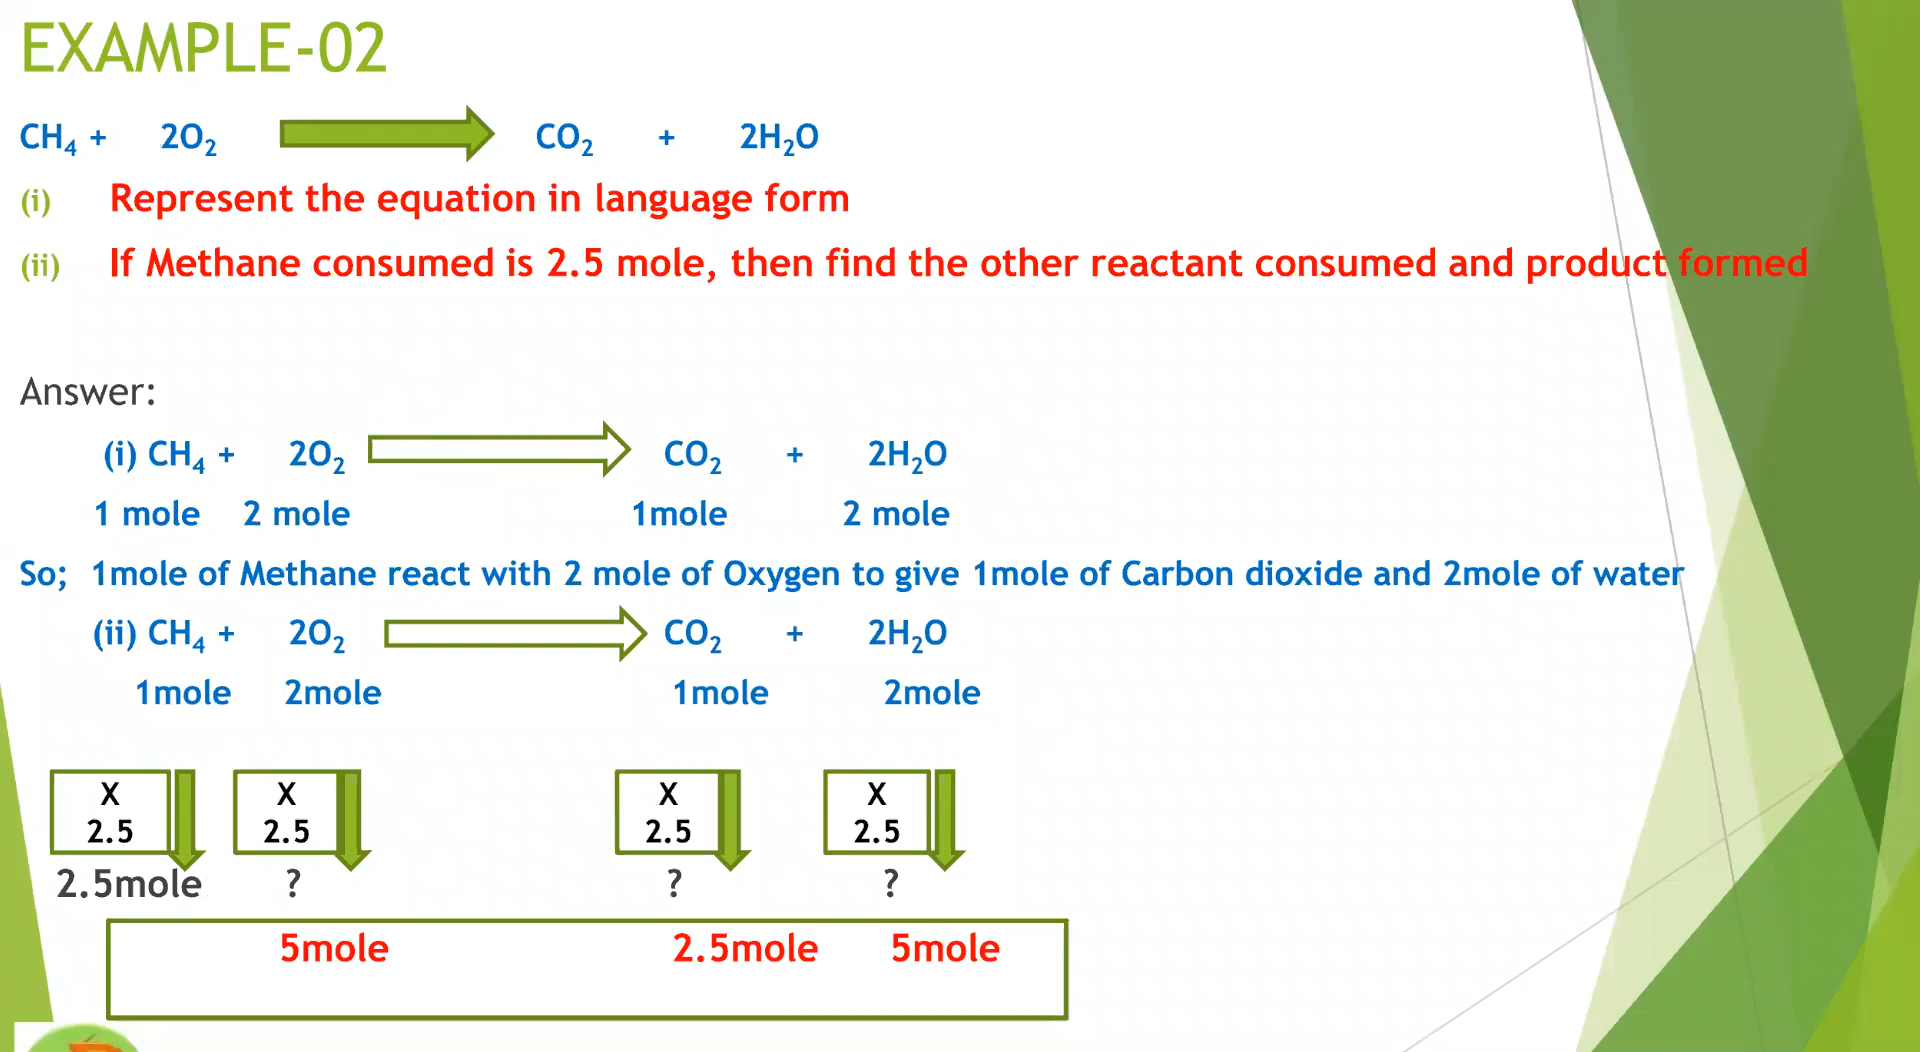 EXAMPLE-02
CH₄ + 2O₂ CO₂ + 2H₂O
(i) Represent the equation in language form
(ii) If Methane consumed is 2.5 mole, then find the other reactant consumed and product formed
Answer:
(i) CH₄ + 2O₂ CO₂ + 2H₂O
1 mole 2 mole 1mole 2 mole
So; 1mole of Methane react with 2 mole of Oxygen to give 1mole of Carbon dioxide and 2mole of water
(ii) CH₄ + 2O₂ CO₂ + 2H₂O
1mole 2mole 1mole 2mole
X X X X
2.5 2.5 2.5 2.5
2.5mole ? ? ?
5mole 2.5mole 5mole